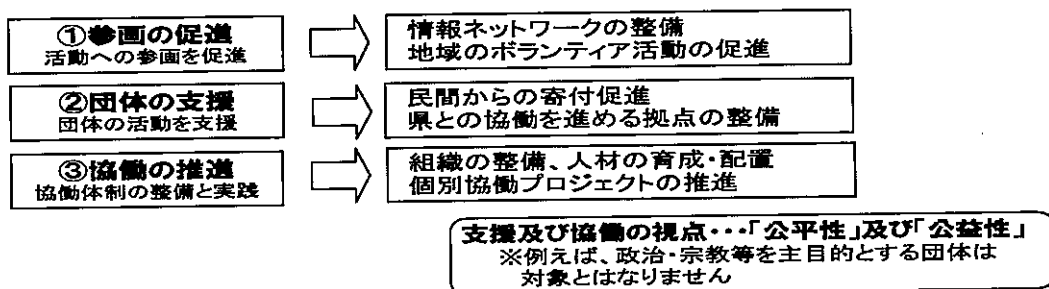 ①参画の促進
活動への参画を促進
情報ネットワークの整備
地域のボランティア活動の促進
②団体の支援
団体の活動を支援
民間からの寄付促進
県との協働を進める拠点の整備
③協働の推進
協働体制の整備と実践
組織の整備、人材の育成・配置
個別協働プロジェクトの推進
支援及び協働の視点・・・「公平性」及び「公益性」
※例えば、政治・宗教等を主目的とする団体は
対象とはなりません